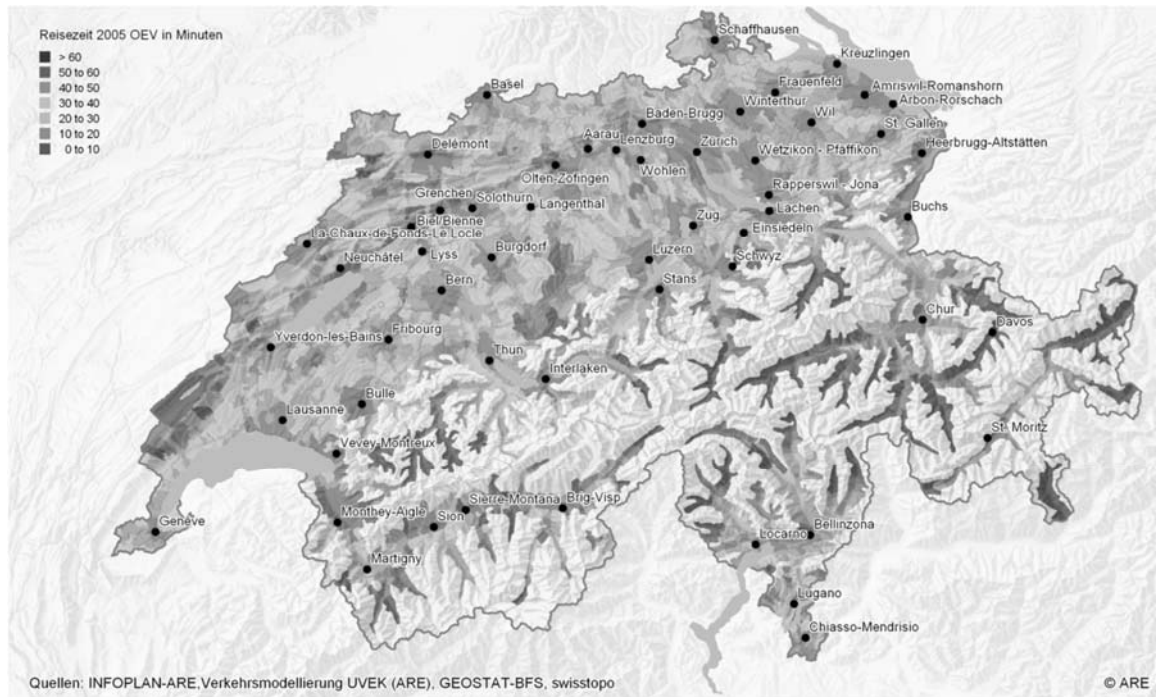 Reisezeit 2005 OEV in Minuten
> 60
50 to 60
40 to 50
30 to 40
20 to 30
10 to 20
0 to 10
Schaffhausen
Kreuzlingen
Basel
Frauenfeld
Amriswil-Romanshorn
Winterthur
Arbon-Rorschach
Baden-Brugg
Wil
St. Gallen
Aarau
Lenzburg
Zürich
Heerbrugg-Altstätten
Delémont
Wetzikon - Pfäffikon
Olten-Zofingen
Wohlen
Rapperswil - Jona
Grenchen
Solothurn
Langenthal
Lachen
Buchs
Biel/Bienne
Zug
Einsiedeln
La-Chaux-de-Fonds-Le Locle
Neuchâtel
Lyss
Burgdorf
Luzern
Schwyz
Bern
Stans
Chur
Davos
Yverdon-les-Bains
Fribourg
Thun
Interlaken
Bulle
Lausanne
St. Moritz
Vevey-Montreux
Sierre-Montana
Brig-Visp
Genève
Monthey-Aigle
Sion
Bellinzona
Locarno
Martigny
Lugano
Chiasso-Mendrisio
Quellen: INFOPLAN-ARE,Verkehrsmodellierung UVEK (ARE), GEOSTAT-BFS, swisstopo
© ARE